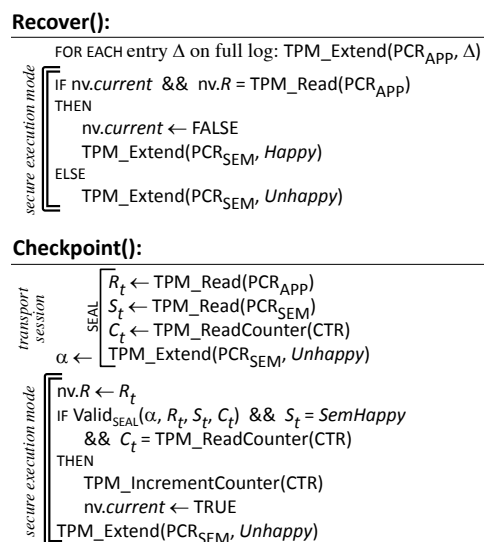 Recover():
FOR EACH entry Δ on full log: TPM_Extend(PCR_APP, Δ)
secure execution mode
IF nv.current && nv.R = TPM_Read(PCR_APP)
THEN
nv.current ← FALSE
TPM_Extend(PCR_SEM, Happy)
ELSE
TPM_Extend(PCR_SEM, Unhappy)
Checkpoint():
transport session
SEAL
R_t ← TPM_Read(PCR_APP)
S_t ← TPM_Read(PCR_SEM)
C_t ← TPM_ReadCounter(CTR)
α ← TPM_Extend(PCR_SEM, Unhappy)
secure execution mode
nv.R ← R_t
IF Valid_SEAL(α, R_t, S_t, C_t) && S_t = SemHappy
&& C_t = TPM_ReadCounter(CTR)
THEN
TPM_IncrementCounter(CTR)
nv.current ← TRUE
TPM_Extend(PCR_SEM, Unhappy)